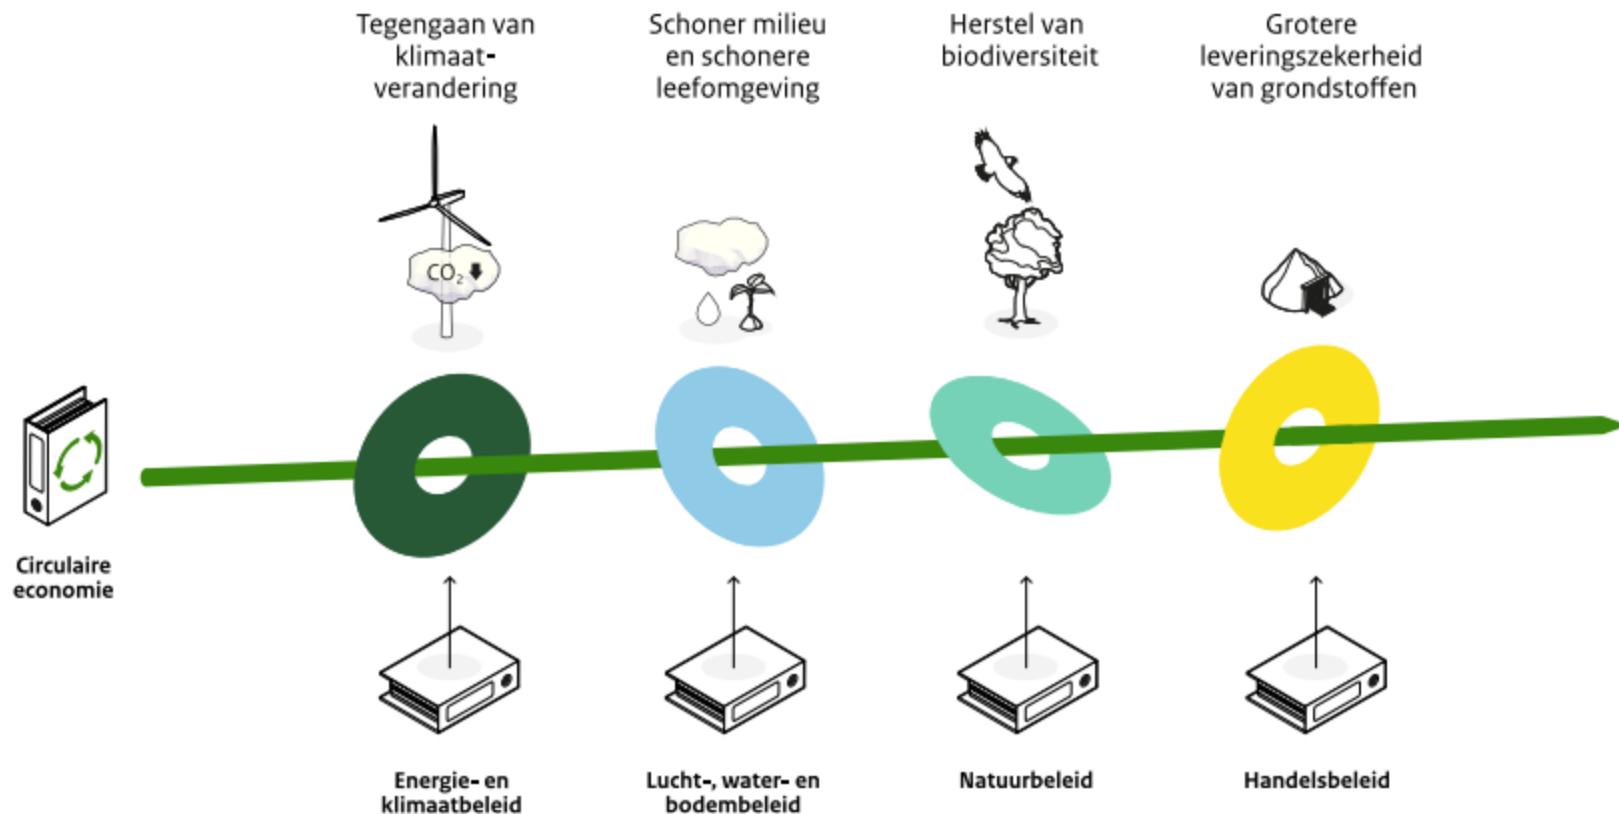 Tegengaan van
klimaat-
verandering
Schoner milieu
en schonere
leefomgeving
Herstel van
biodiversiteit
Grotere
leveringszekerheid
van grondstoffen
CO₂
Circulaire
economie
Energie- en
klimaatbeleid
Lucht-, water- en
bodembeleid
Natuurbeleid
Handelsbeleid